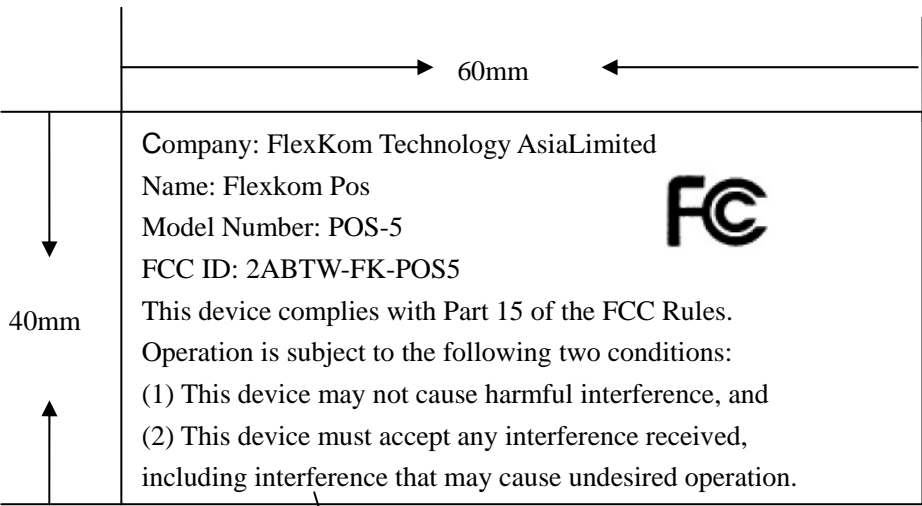 60mm
Company: FlexKom Technology AsiaLimited
Name: Flexkom Pos
FC
Model Number: POS-5
FCC ID: 2ABTW-FK-POS5
This device complies with Part 15 of the FCC Rules.
40mm
Operation is subject to the following two conditions:
(1) This device may not cause harmful interference, and
(2) This device must accept any interference received,
including interference that may cause undesired operation.